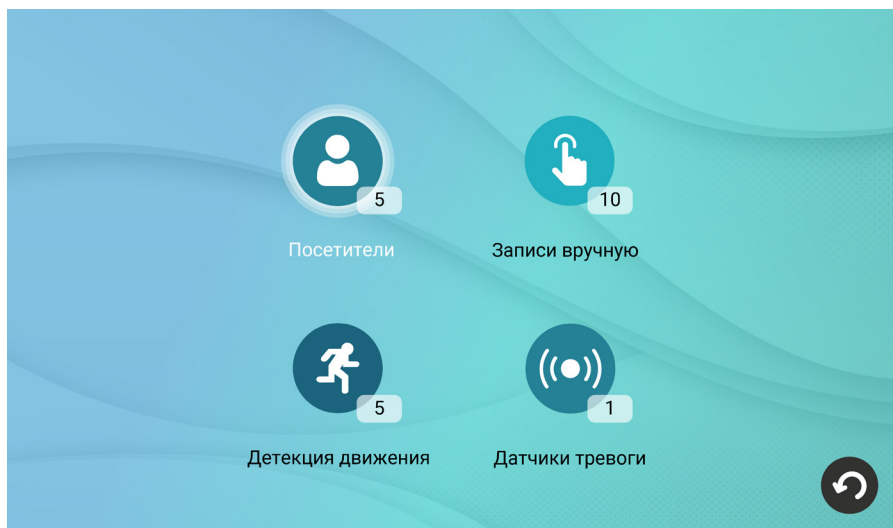 5
10
Посетители
Записи вручную
5
1
Детекция движения
Датчики тревоги